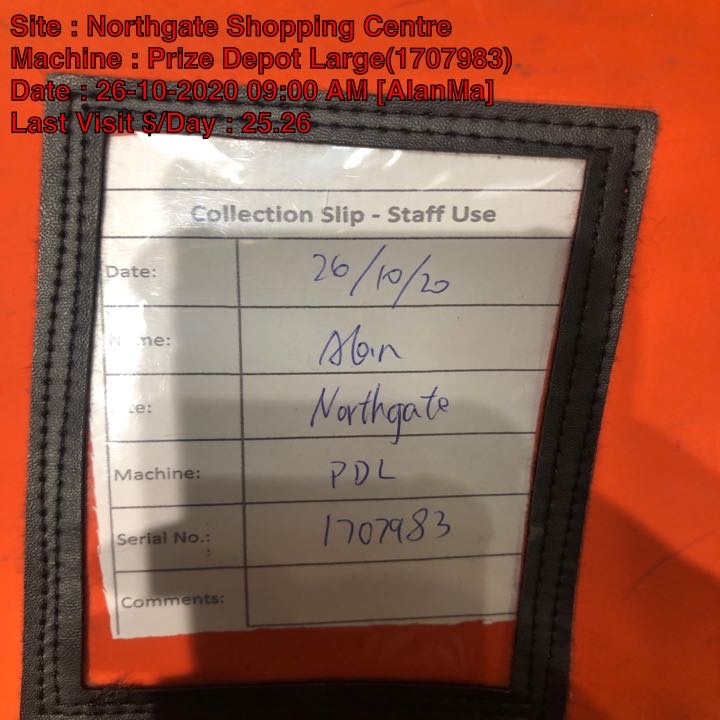 Site : Northgate Shopping Centre
Machine : Prize Depot Large(1707983)
Date : 26-10-2020 09:00 AM [AlanMa]
Last Visit $/Day : 25.26
Collection Slip - Staff Use
Date: 26/10/20
Alan
Northgate
Machine: PDL
Serial No.: 1707983
Comments: